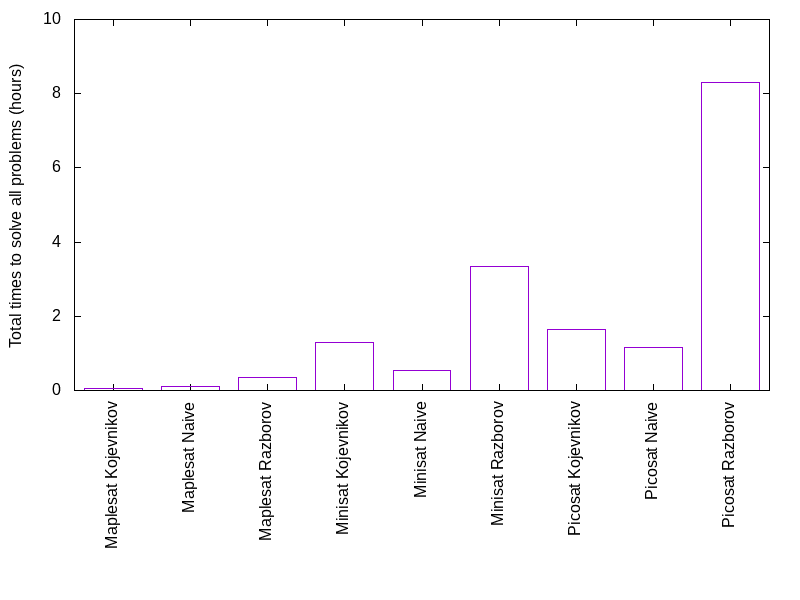 Total times to solve all problems (hours)
10
8
6
4
2
0
Maplesat Kojevnikov
Maplesat Naive
Maplesat Razborov
Minisat Kojevnikov
Minisat Naive
Minisat Razborov
Picosat Kojevnikov
Picosat Naive
Picosat Razborov